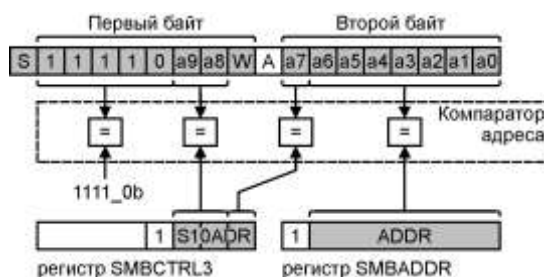 Первый байт Второй байт
S 1 1 1 1 0 a9 a8 W A a7 a6 a5 a4 a3 a2 a1 a0
Компаратор
= = = = адреса
1111_0b
1 S10ADR 1 ADDR
регистр SMBCTRL3 регистр SMBADDR